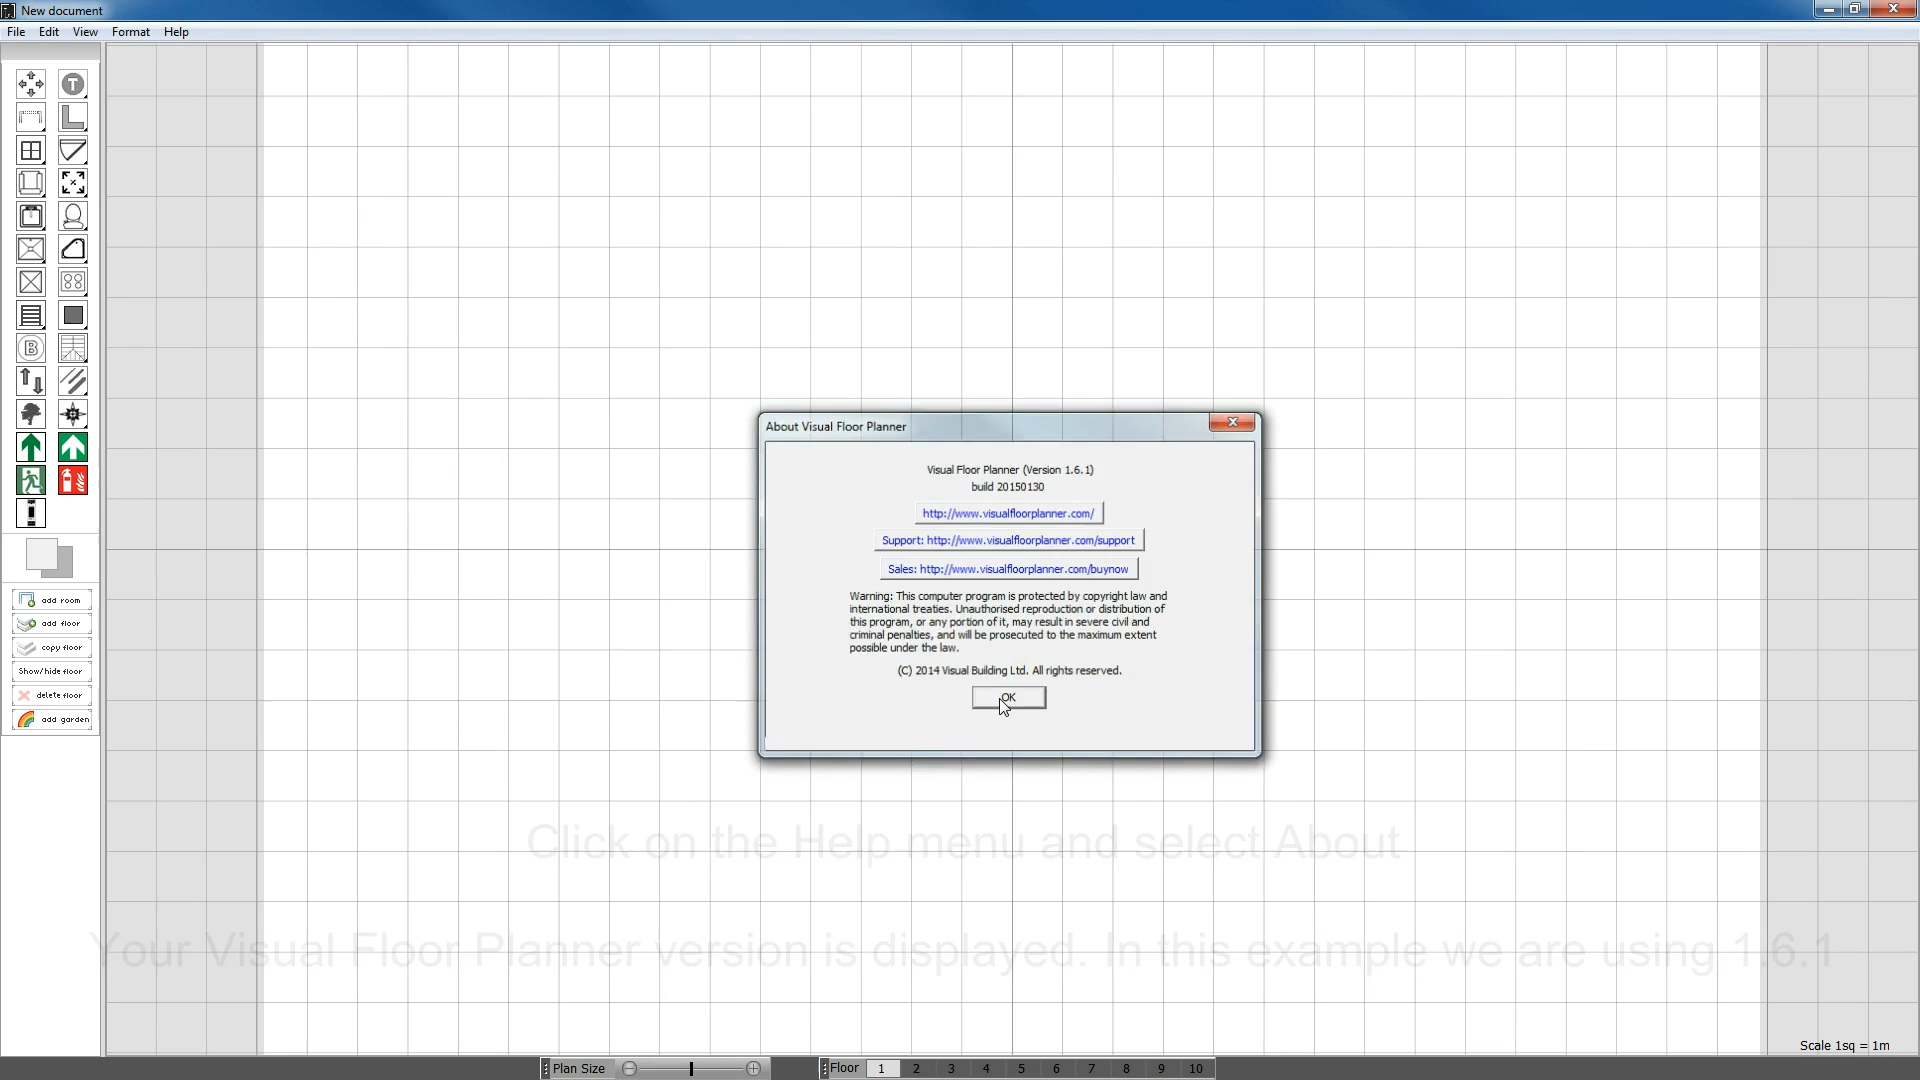 New document
File Edit View Format Help
T
B
add room
add floor
copy floor
Show/hide floor
delete floor
add garden
About Visual Floor Planner
Visual Floor Planner (Version 1.6.1)
build 20150130
http://www.visualfloorplanner.com/
Support: http://www.visualfloorplanner.com/support
Sales: http://www.visualfloorplanner.com/buynow
Warning: This computer program is protected by copyright law and
international treaties. Unauthorised reproduction or distribution of
this program, or any portion of it, may result in severe civil and
criminal penalties, and will be prosecuted to the maximum extent
possible under the law.
(C) 2014 Visual Building Ltd. All rights reserved.
OK
Click on the Help menu and select About
Your Visual Floor Planner version is displayed. In this example we are using 1.6.1
Scale 1sq = 1m
Plan Size Floor 1 2 3 4 5 6 7 8 9 10